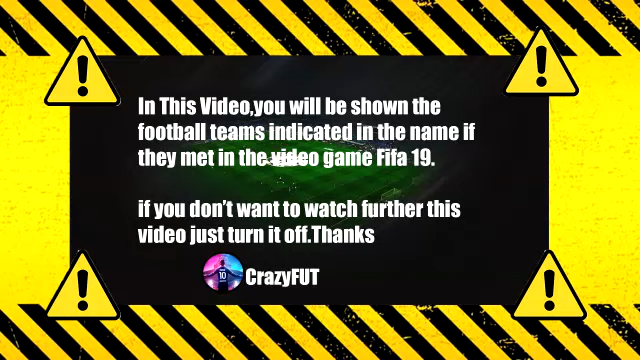 In This Video,you will be shown the
football teams indicated in the name if
they met in the video game Fifa 19.
if you don't want to watch further this
video just turn it off.Thanks
10
CrazyFUT